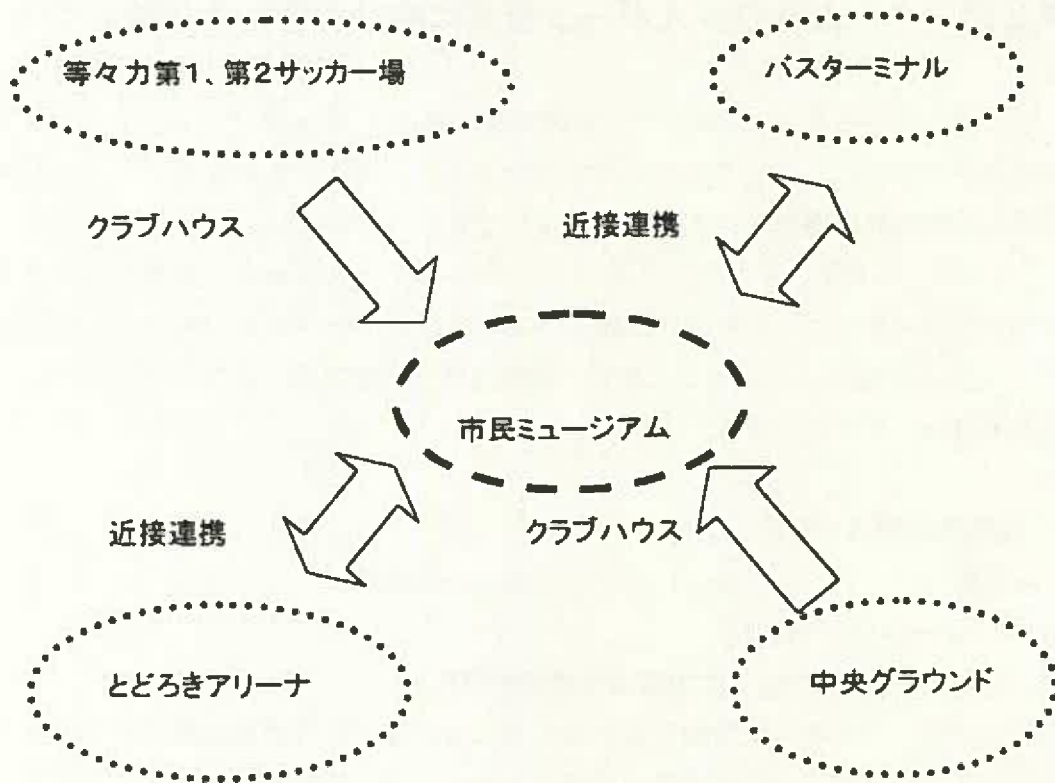 等々力第1、第2サッカー場
バスターミナル
クラブハウス
近接連携
市民ミュージアム
近接連携
クラブハウス
とどろきアリーナ
中央グラウンド